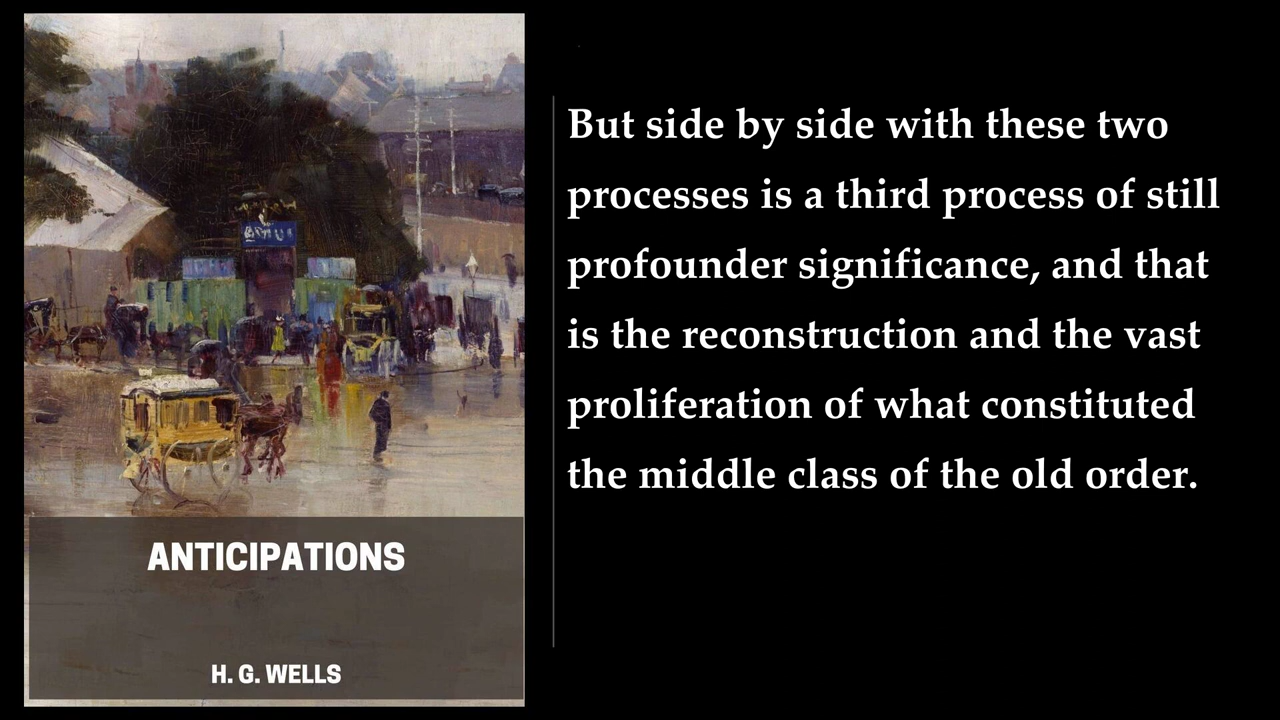 But side by side with these two
processes is a third process of still
profounder significance, and that
is the reconstruction and the vast
proliferation of what constituted
the middle class of the old order.
ANTICIPATIONS
H. G. WELLS